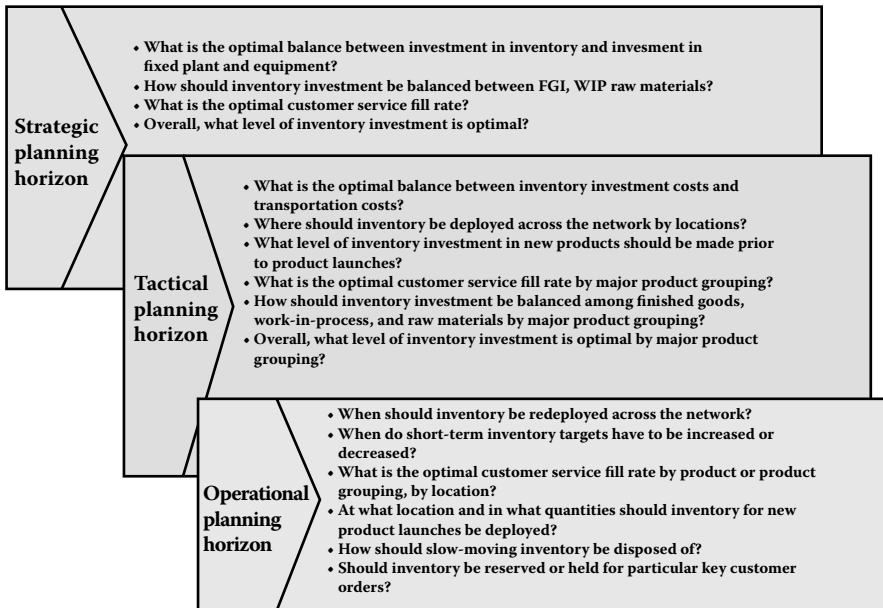 Strategic
planning
horizon
• What is the optimal balance between investment in inventory and invesment in
fixed plant and equipment?
• How should inventory investment be balanced between FGI, WIP raw materials?
• What is the optimal customer service fill rate?
• Overall, what level of inventory investment is optimal?
Tactical
planning
horizon
• What is the optimal balance between inventory investment costs and
transportation costs?
• Where should inventory be deployed across the network by locations?
• What level of inventory investment in new products should be made prior
to product launches?
• What is the optimal customer service fill rate by major product grouping?
• How should inventory investment be balanced among finished goods,
work-in-process, and raw materials by major product grouping?
• Overall, what level of inventory investment is optimal by major product
grouping?
Operational
planning
horizon
• When should inventory be redeployed across the network?
• When do short-term inventory targets have to be increased or
decreased?
• What is the optimal customer service fill rate by product or product
grouping, by location?
• At what location and in what quantities should inventory for new
product launches be deployed?
• How should slow-moving inventory be disposed of?
• Should inventory be reserved or held for particular key customer
orders?